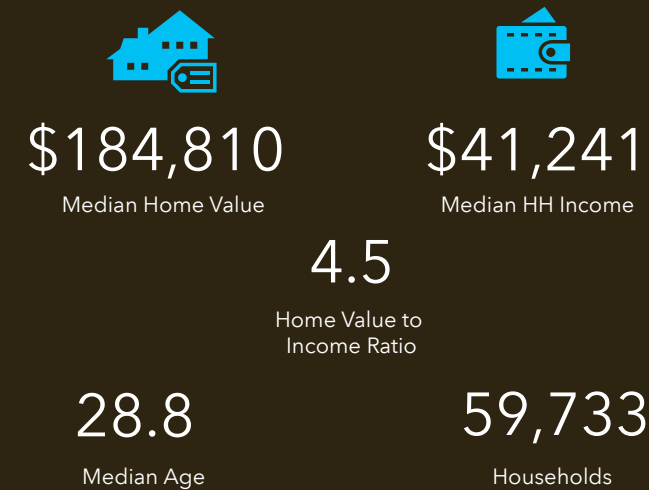 $184,810
Median Home Value
$41,241
Median HH Income
4.5
Home Value to
Income Ratio
28.8
Median Age
59,733
Households